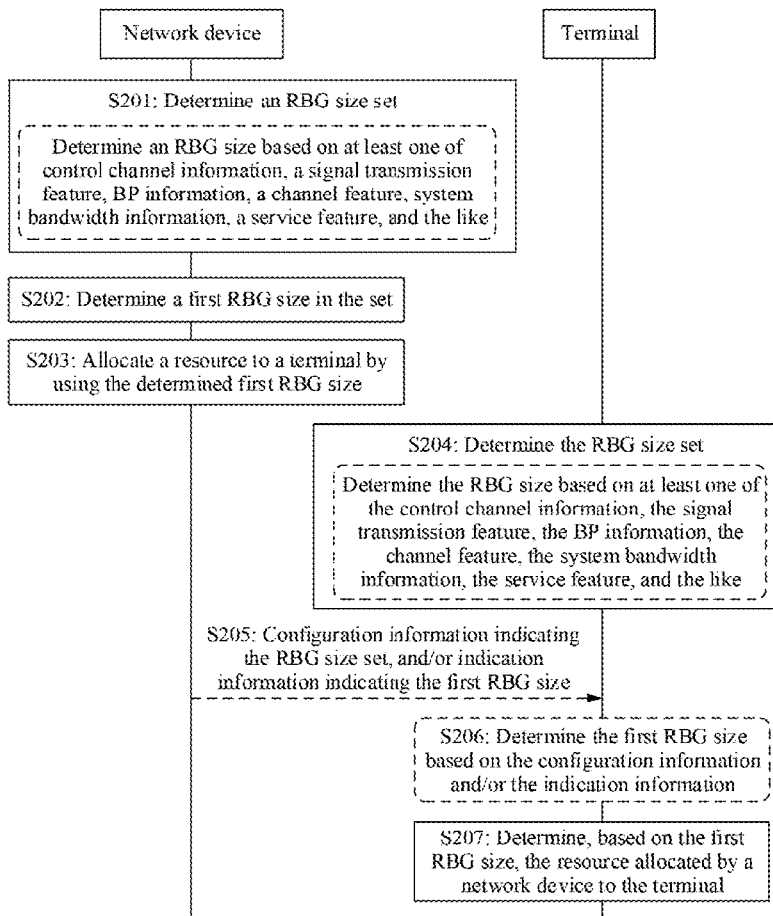 Network device
Terminal
S201: Determine an RBG size set
Determine an RBG size based on at least one of
control channel information, a signal transmission
feature, BP information, a channel feature, system
bandwidth information, a service feature, and the like
S202: Determine a first RBG size in the set
S203: Allocate a resource to a terminal by
using the determined first RBG size
S204: Determine the RBG size set
Determine the RBG size based on at least one of
the control channel information, the signal
transmission feature, the BP information, the
channel feature, the system bandwidth
information, the service feature, and the like
S205: Configuration information indicating
the RBG size set, and/or indication
information indicating the first RBG size
S206: Determine the first RBG size
based on the configuration information
and/or the indication information
S207: Determine, based on the first
RBG size, the resource allocated by a
network device to the terminal